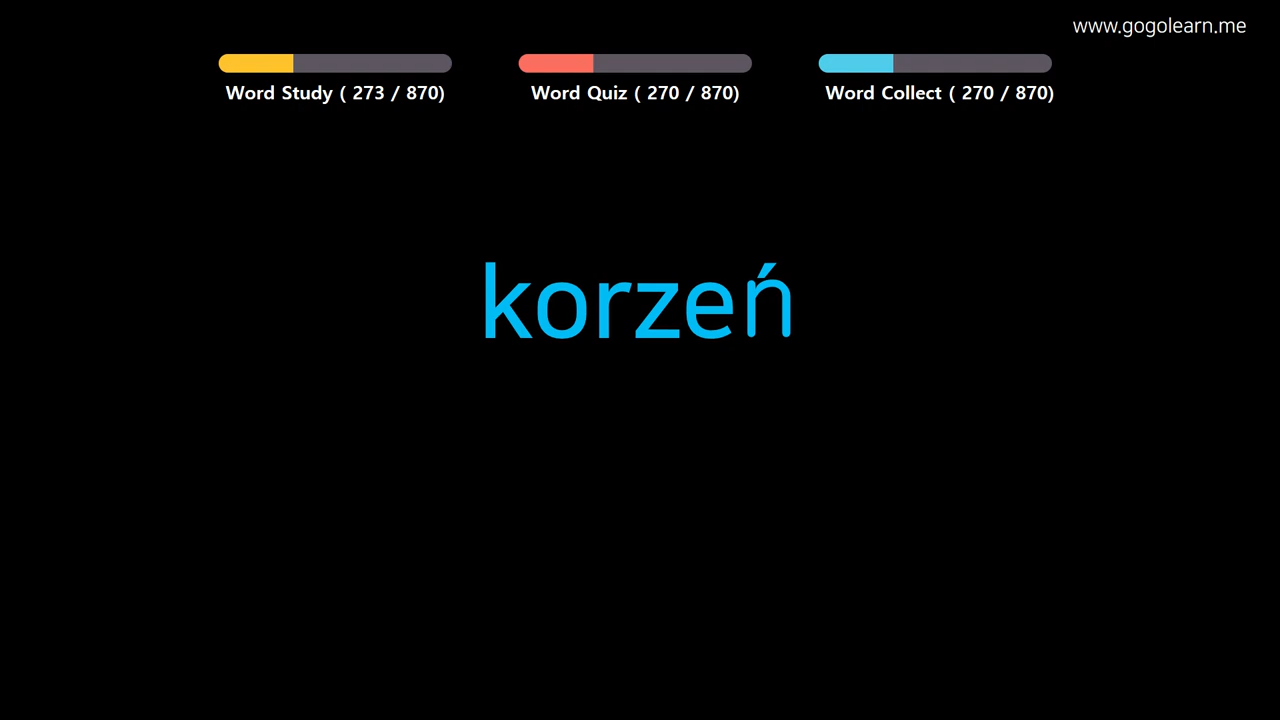 www.gogolearn.me
Word Study ( 273 / 870)
Word Quiz ( 270 / 870)
Word Collect ( 270 / 870)
korzeń